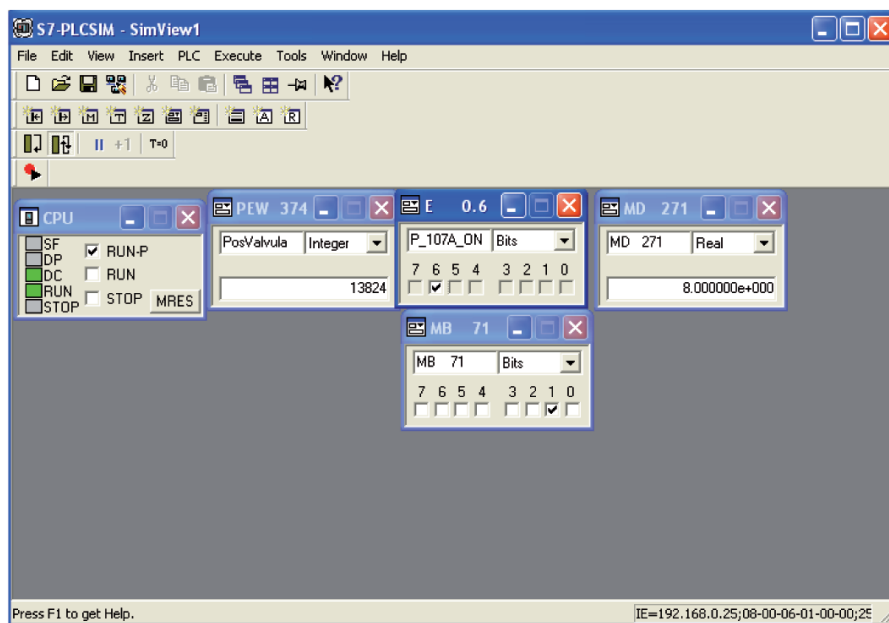 S7-PLCSIM - SimView1
File Edit View Insert PLC Execute Tools Window Help
+1 T=0
CPU
SF
DP
DC
RUN
STOP
RUN-P
RUN
STOP
MRES
PEW 374
PosValvula Integer
13824
E 0.6
P_107A_ON Bits
7 6 5 4 3 2 1 0
MD 271
MD 271 Real
8.000000e+000
MB 71
MB 71 Bits
7 6 5 4 3 2 1 0
Press F1 to get Help.
IE=192.168.0.25;08-00-06-01-00-00;25